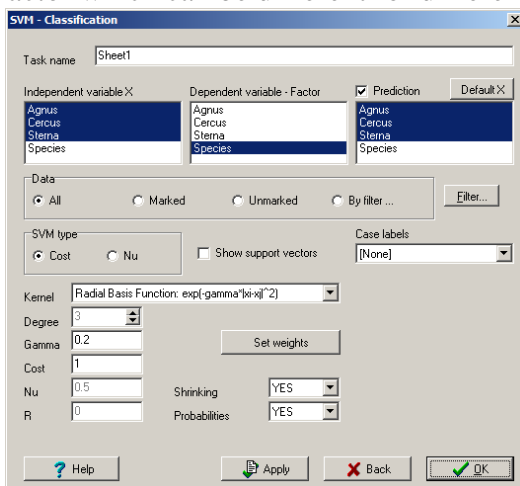 SVM - Classification
Task name Sheet1
Independent variable X Dependent variable - Factor Prediction Default X
Agnus Agnus Agnus
Cercus Cercus Cercus
Sterna Sterna Sterna
Species Species Species
Data
All Marked Unmarked By filter ... Filter...
SVM type Case labels
Cost Nu Show support vectors [None]
Kernel Radial Basis Function: exp(-gamma*|xi-xj|^2)
Degree 3
Gamma 0.2 Set weights
Cost 1
Nu 0.5 Shrinking YES
R 0 Probabilities YES
? Help Apply Back OK